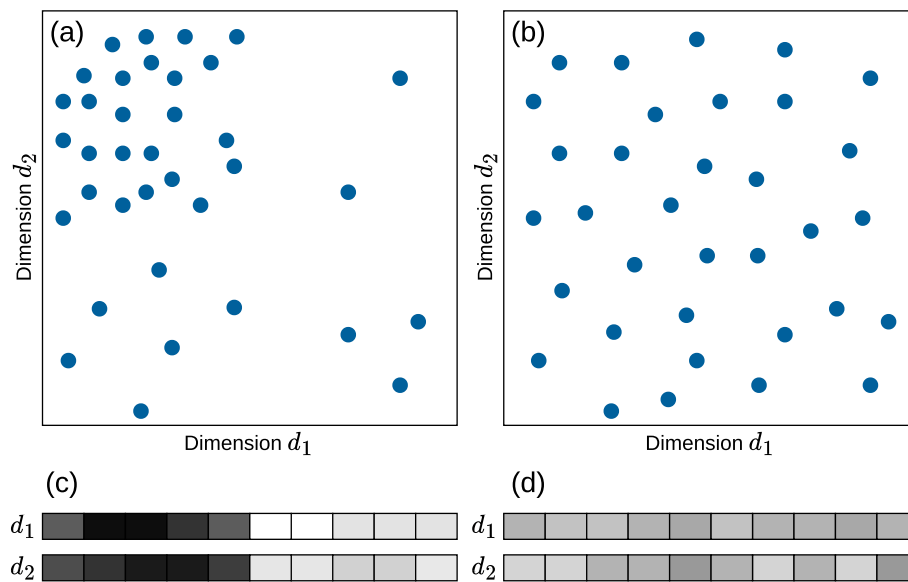 (a)
(b)
Dimension d₂
Dimension d₂
Dimension d₁
Dimension d₁
(c)
(d)
d₁
d₁
d₂
d₂